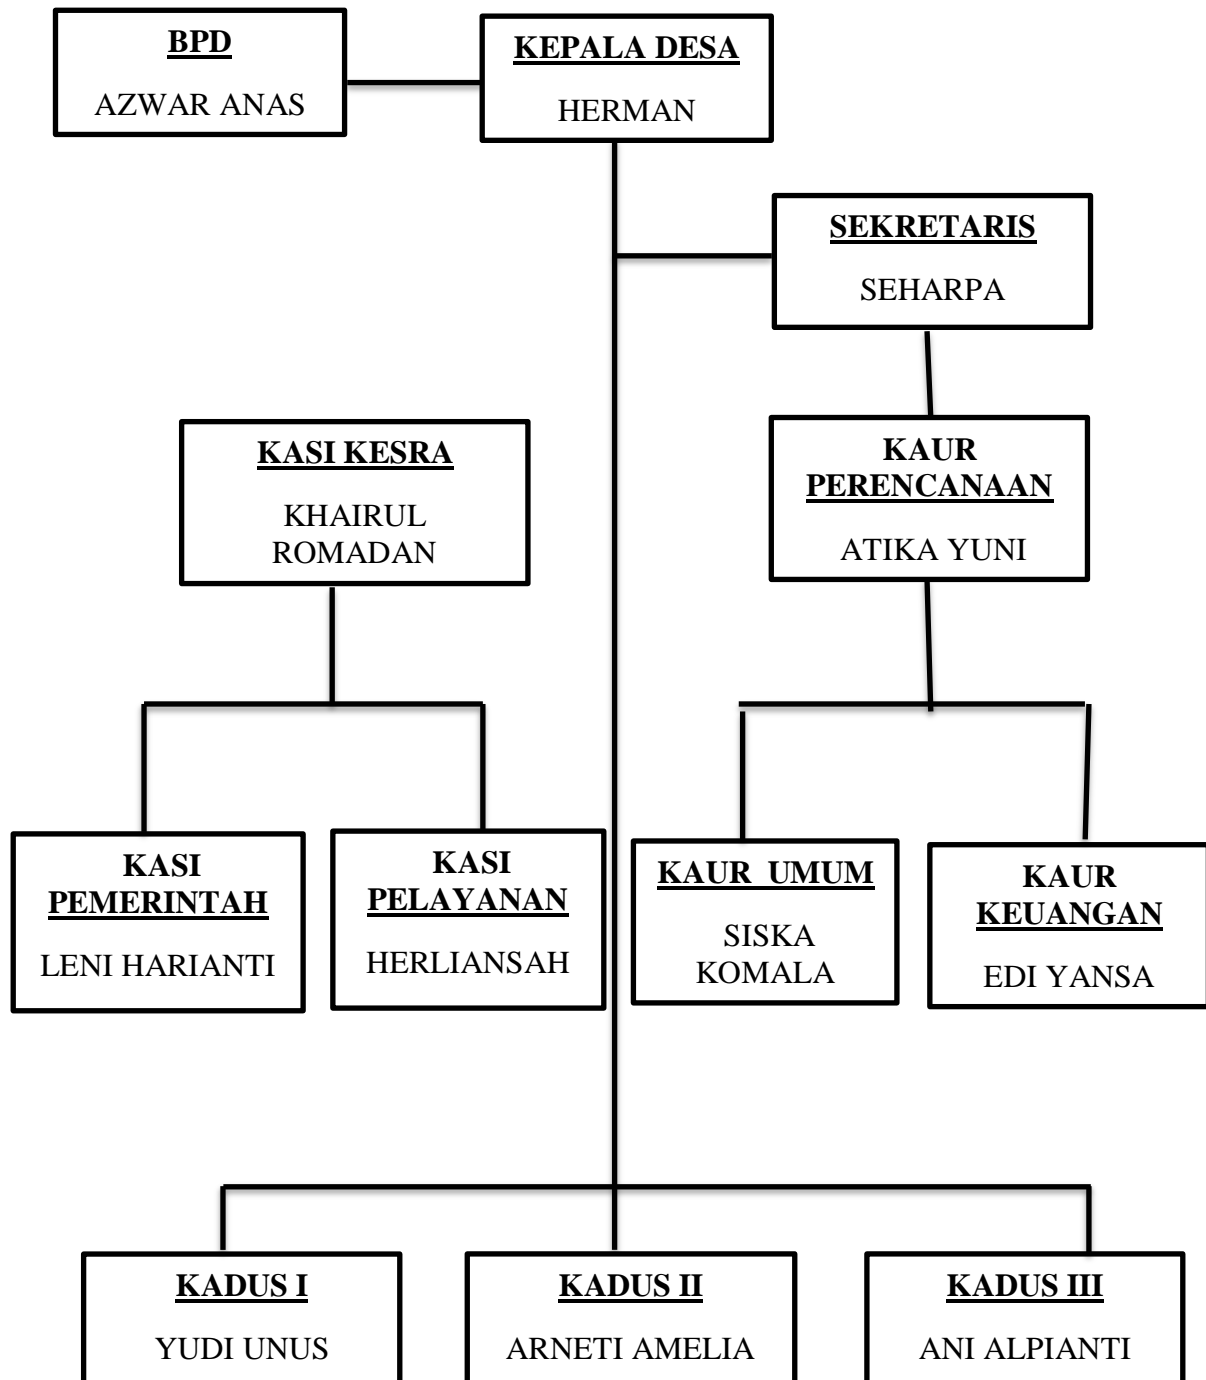 BPD
AZWAR ANAS
KEPALA DESA
HERMAN
SEKRETARIS
SEHARPA
KASI KESRA
KHAIRUL
ROMADAN
KAUR
PERENCANAAN
ATIKA YUNI
KASI
PEMERINTAH
LENI HARIANTI
KASI
PELAYANAN
HERLIANSAH
KAUR UMUM
SISKA
KOMALA
KAUR
KEUANGAN
EDI YANSA
KADUS I
YUDI UNUS
KADUS II
ARNETI AMELIA
KADUS III
ANI ALPIANTI